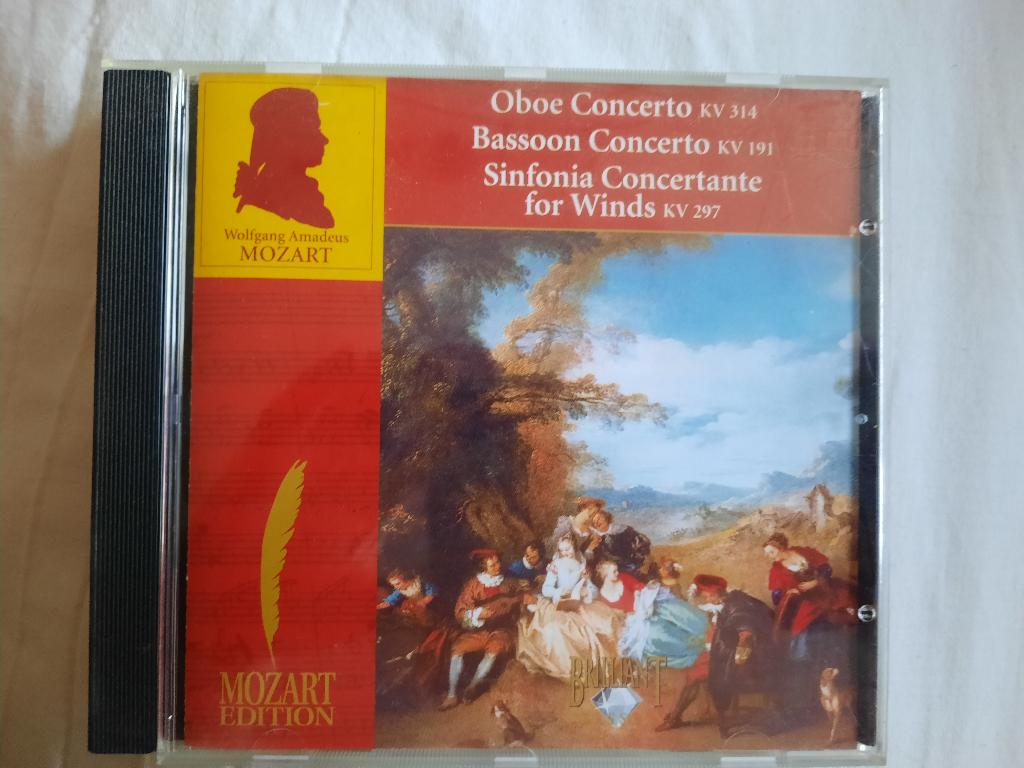 Oboe Concerto KV 314
Bassoon Concerto KV 191
Sinfonia Concertante
for Winds KV 297
Wolfgang Amadeus
MOZART
MOZART
EDITION
BRILLIANT